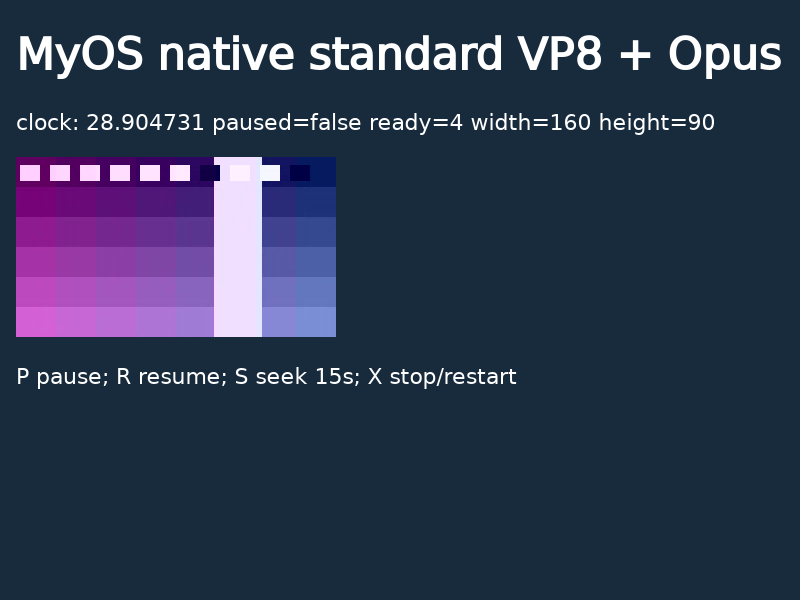 MyOS native standard VP8 + Opus
clock: 28.904731 paused=false ready=4 width=160 height=90
P pause; R resume; S seek 15s; X stop/restart